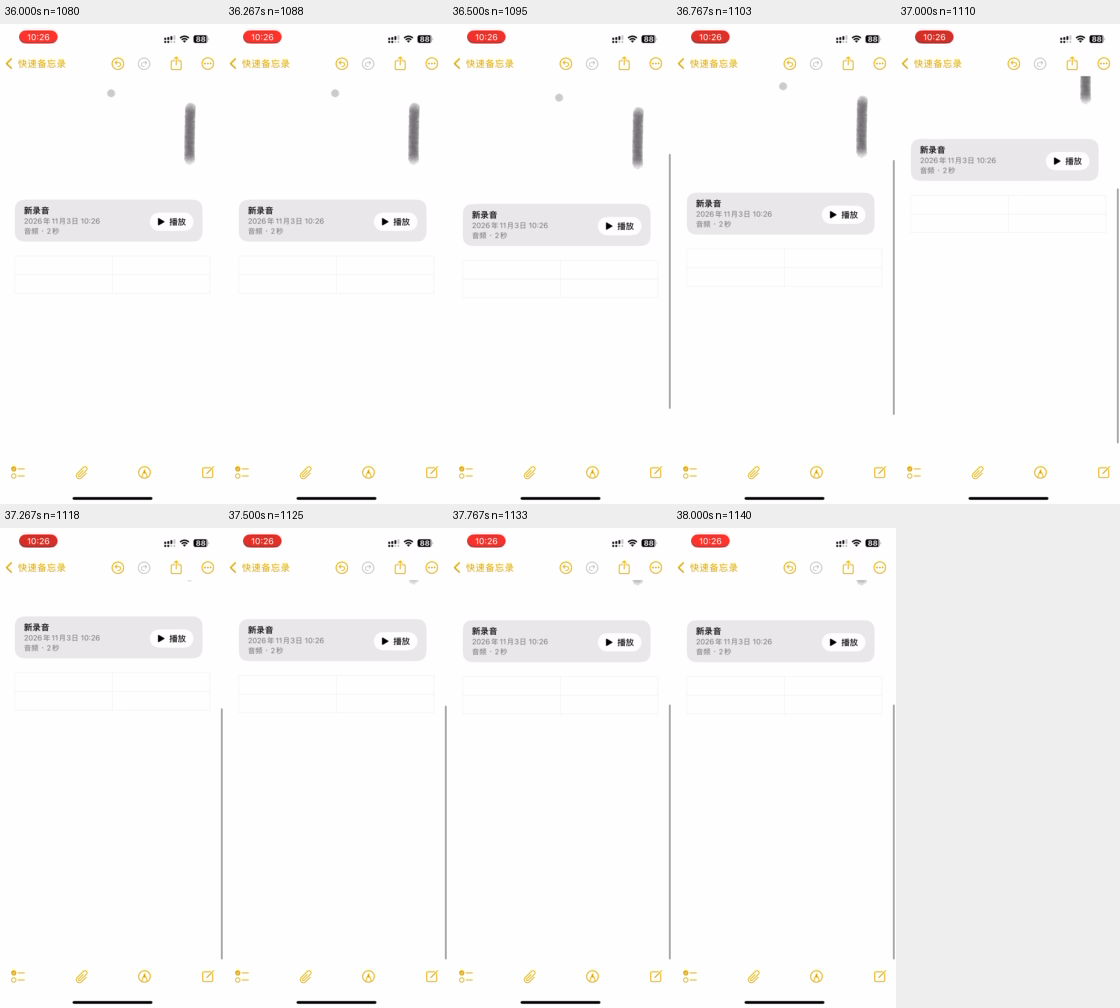 36.000s n=1080
10:26
88
快速备忘录
新录音
2026年11月3日 10:26
音频 · 2秒
播放
36.267s n=1088
10:26
88
快速备忘录
新录音
2026年11月3日 10:26
音频 · 2秒
播放
36.500s n=1095
10:26
88
快速备忘录
新录音
2026年11月3日 10:26
音频 · 2秒
播放
36.767s n=1103
10:26
88
快速备忘录
新录音
2026年11月3日 10:26
音频 · 2秒
播放
37.000s n=1110
10:26
88
快速备忘录
新录音
2026年11月3日 10:26
音频 · 2秒
播放
37.267s n=1118
10:26
88
快速备忘录
新录音
2026年11月3日 10:26
音频 · 2秒
播放
37.500s n=1125
10:26
88
快速备忘录
新录音
2026年11月3日 10:26
音频 · 2秒
播放
37.767s n=1133
10:26
88
快速备忘录
新录音
2026年11月3日 10:26
音频 · 2秒
播放
38.000s n=1140
10:26
88
快速备忘录
新录音
2026年11月3日 10:26
音频 · 2秒
播放